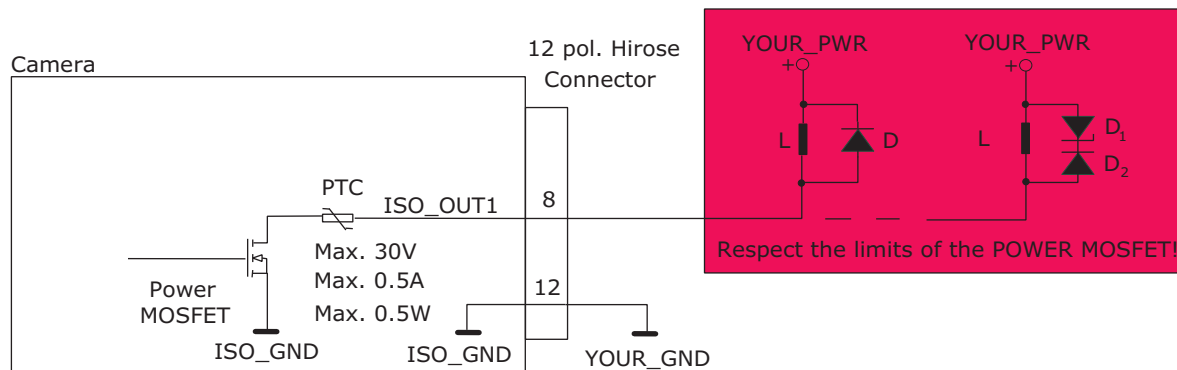 Camera
12 pol. Hirose
Connector
YOUR_PWR
+
YOUR_PWR
+
L
D
L
D1
D2
PTC
ISO_OUT1
8
Respect the limits of the POWER MOSFET!
Max. 30V
Max. 0.5A
Max. 0.5W
Power
MOSFET
12
ISO_GND
ISO_GND
YOUR_GND